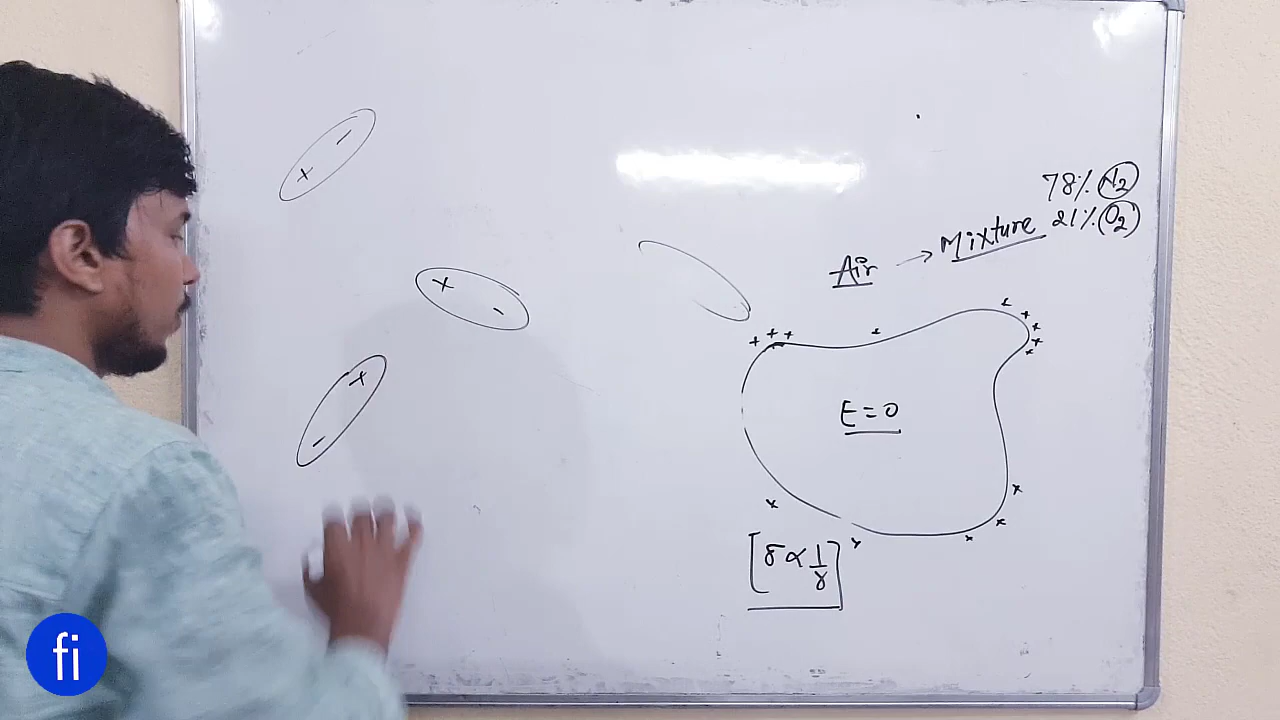 78% N₂
Air → Mixture 21% O₂
E = 0
[σ ∝ 1/r]
fi